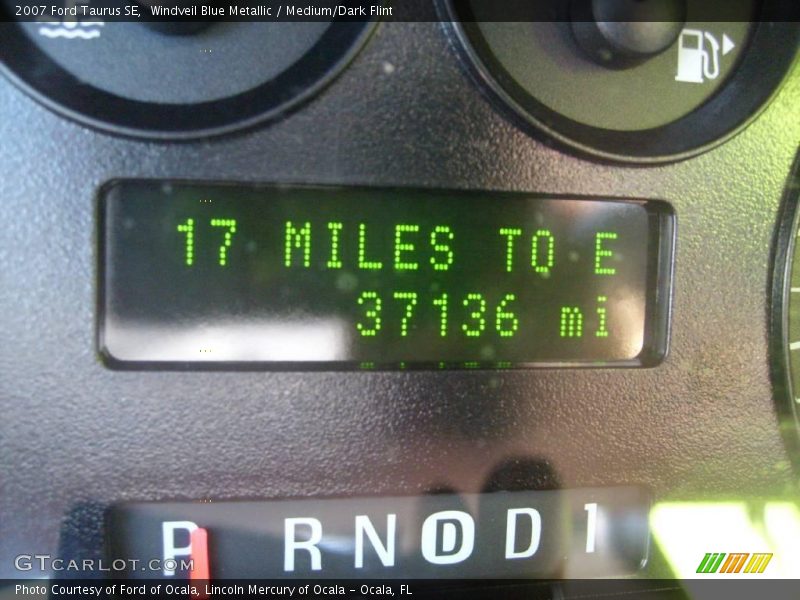 2007 Ford Taurus SE, Windveil Blue Metallic / Medium/Dark Flint
17 MILES TO E
37136 mi
P R N D D 1
GTCARLOT.COM
Photo Courtesy of Ford of Ocala, Lincoln Mercury of Ocala - Ocala, FL